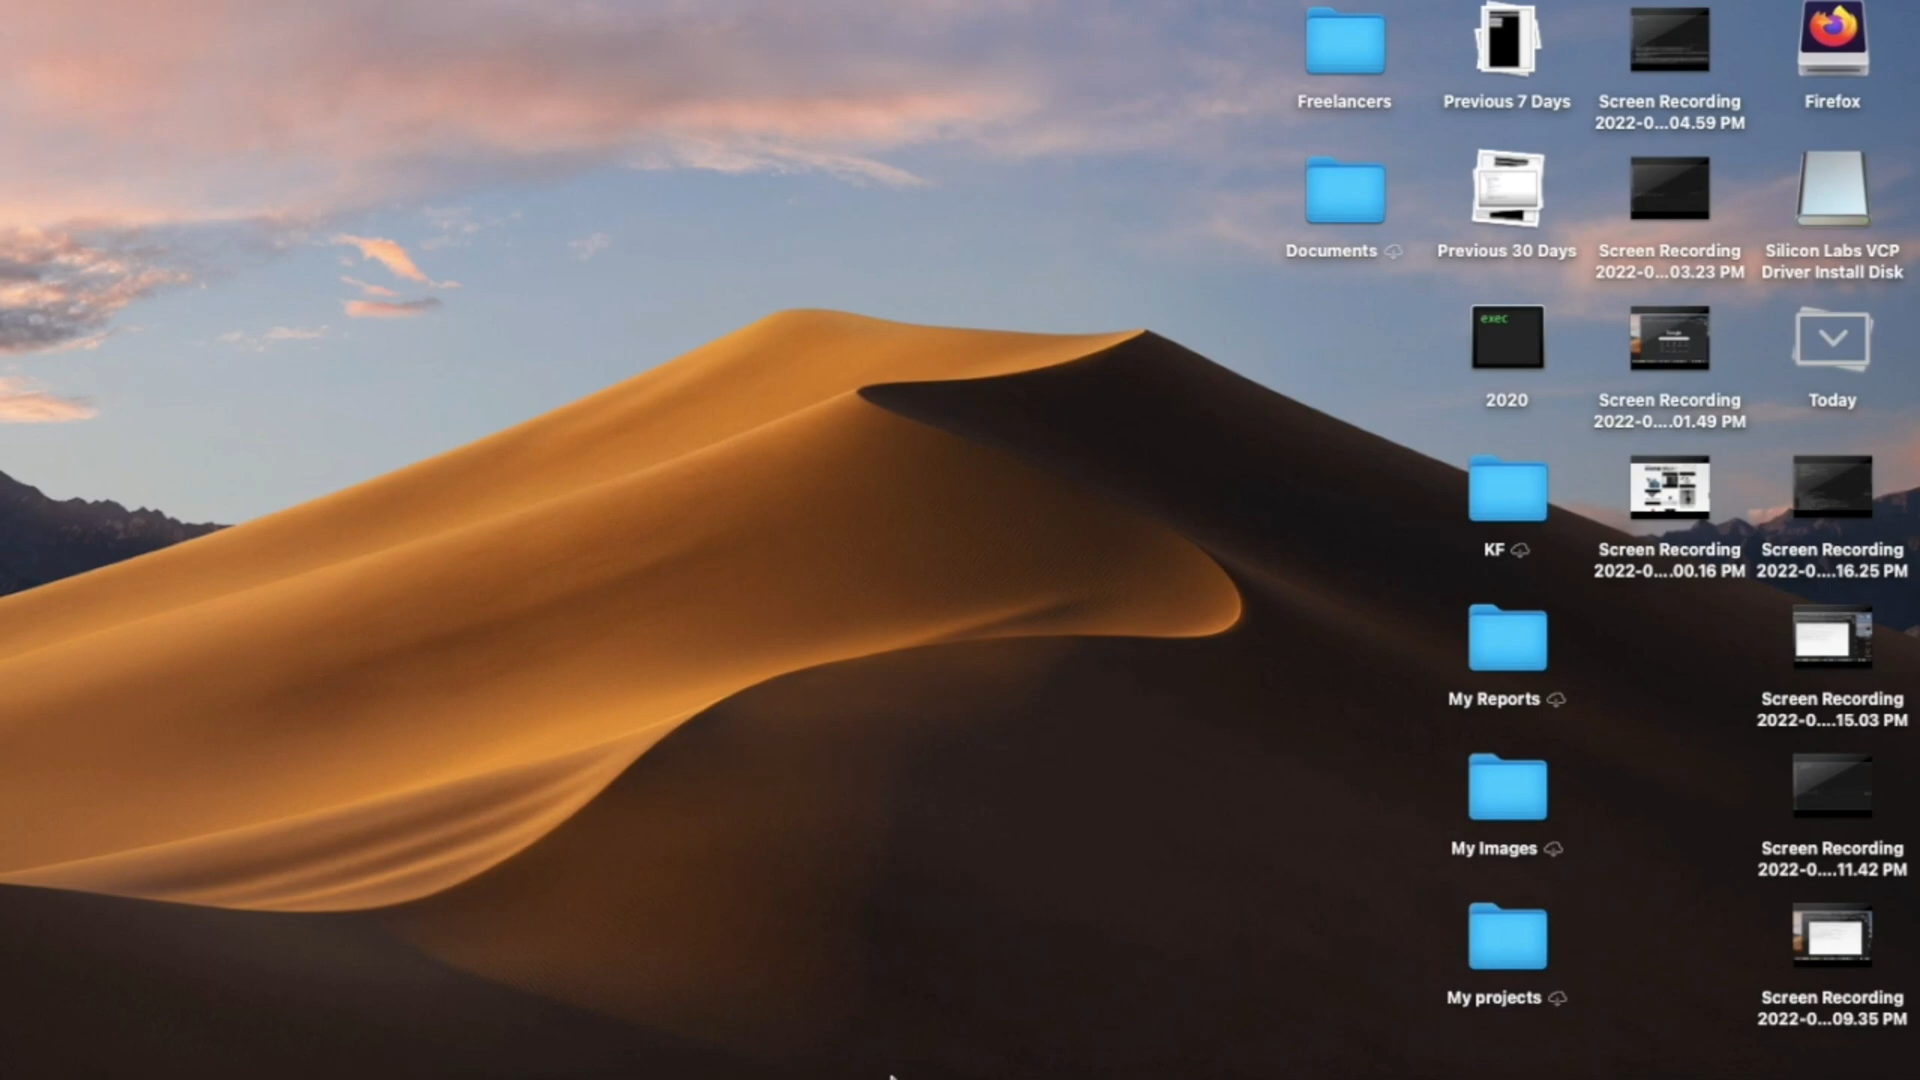 Freelancers
Previous 7 Days
Screen Recording
2022-0...04.59 PM
Firefox
Documents
Previous 30 Days
Screen Recording
2022-0...03.23 PM
Silicon Labs VCP
Driver Install Disk
exec
2020
Screen Recording
2022-0....01.49 PM
Today
KF
Screen Recording
2022-0....00.16 PM
Screen Recording
2022-0....16.25 PM
My Reports
Screen Recording
2022-0....15.03 PM
My Images
Screen Recording
2022-0....11.42 PM
My projects
Screen Recording
2022-0...09.35 PM